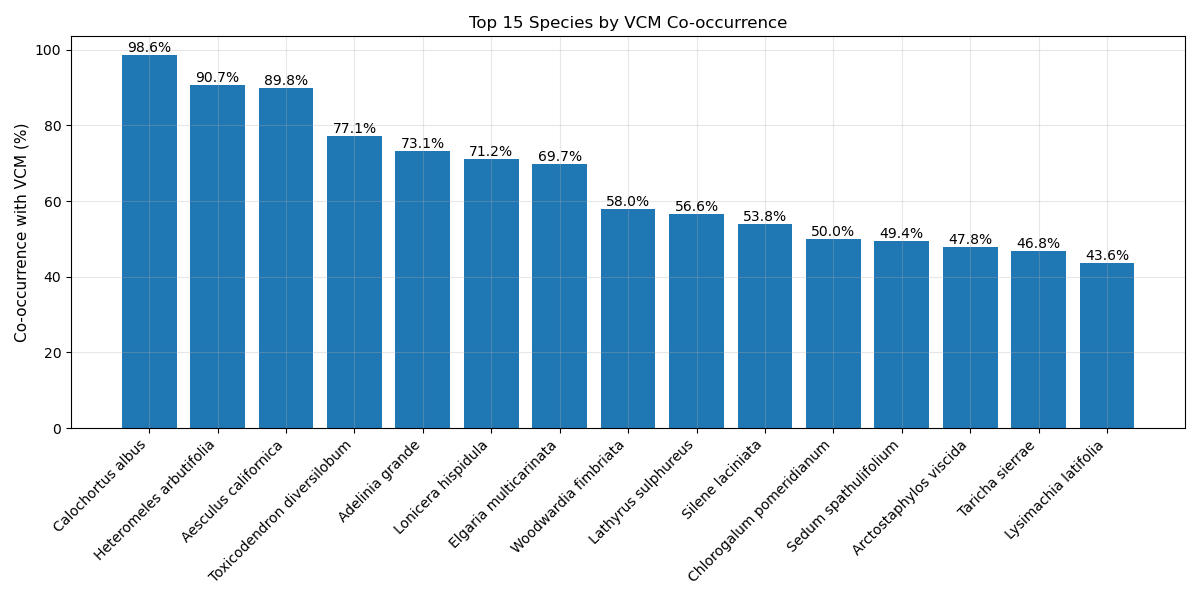 Top 15 Species by VCM Co-occurrence
Co-occurrence with VCM (%)
100
80
60
40
20
0
98.6%
90.7%
89.8%
77.1%
73.1%
71.2%
69.7%
58.0%
56.6%
53.8%
50.0%
49.4%
47.8%
46.8%
43.6%
Calochortus albus
Heteromeles arbutifolia
Aesculus californica
Toxicodendron diversilobum
Adelinia grande
Lonicera hispidula
Elgaria multicarinata
Woodwardia fimbriata
Lathyrus sulphureus
Silene laciniata
Chlorogalum pomeridianum
Sedum spathulifolium
Arctostaphylos viscida
Taricha sierrae
Lysimachia latifolia